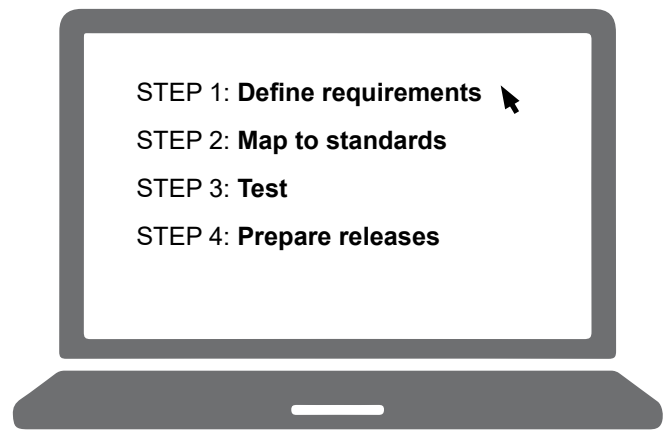 STEP 1: Define requirements
STEP 2: Map to standards
STEP 3: Test
STEP 4: Prepare releases